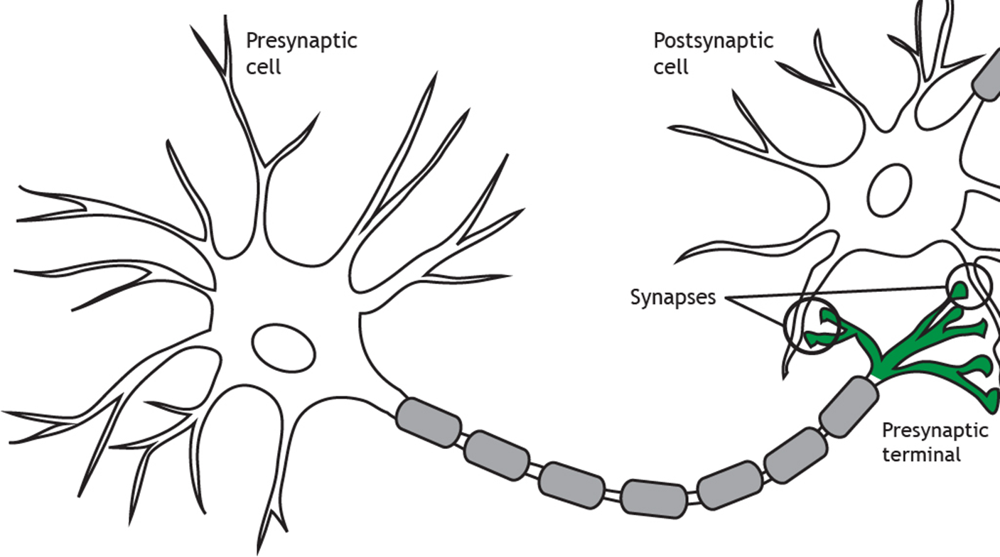 Presynaptic
cell
Postsynaptic
cell
Synapses
Presynaptic
terminal